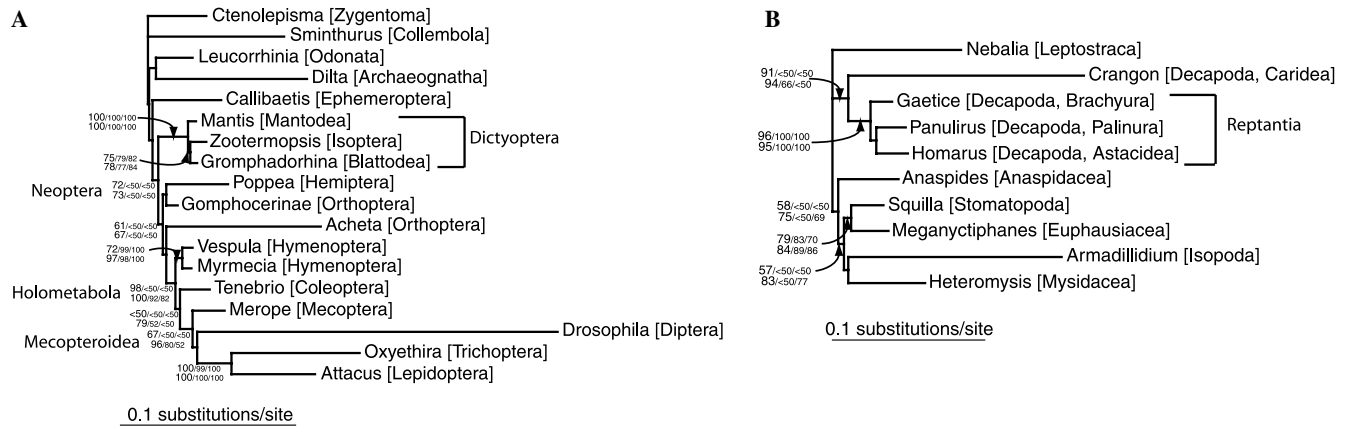 A
Ctenolepisma [Zygentoma]
Sminthurus [Collembola]
Leucorrhinia [Odonata]
Dilta [Archaeognatha]
Callibaetis [Ephemeroptera]
100/100/100
100/100/100
Mantis [Mantodea]
Zootermopsis [Isoptera]
Dictyoptera
Gromphadorhina [Blattodea]
75/79/82
78/77/84
Neoptera
72/<50/<50
73/<50/<50
Poppea [Hemiptera]
Gomphocerinae [Orthoptera]
Acheta [Orthoptera]
61/<50/<50
67/<50/<50
Vespula [Hymenoptera]
72/99/100
97/98/100
Myrmecia [Hymenoptera]
Holometabola
98/<50/<50
100/92/82
Tenebrio [Coleoptera]
Merope [Mecoptera]
<50/<50/<50
79/52/<50
Mecopteroidea
67/<50/<50
96/80/52
Drosophila [Diptera]
Oxyethira [Trichoptera]
100/99/100
100/100/100
Attacus [Lepidoptera]
0.1 substitutions/site
B
Nebalia [Leptostraca]
91/<50/<50
94/66/<50
Crangon [Decapoda, Caridea]
Gaetice [Decapoda, Brachyura]
Panulirus [Decapoda, Palinura]
Reptantia
96/100/100
95/100/100
Homarus [Decapoda, Astacidea]
Anaspides [Anaspidacea]
58/<50/<50
75/<50/69
Squilla [Stomatopoda]
Meganyctiphanes [Euphausiacea]
79/83/70
84/89/86
Armadillidium [Isopoda]
57/<50/<50
83/<50/77
Heteromysis [Mysidacea]
0.1 substitutions/site